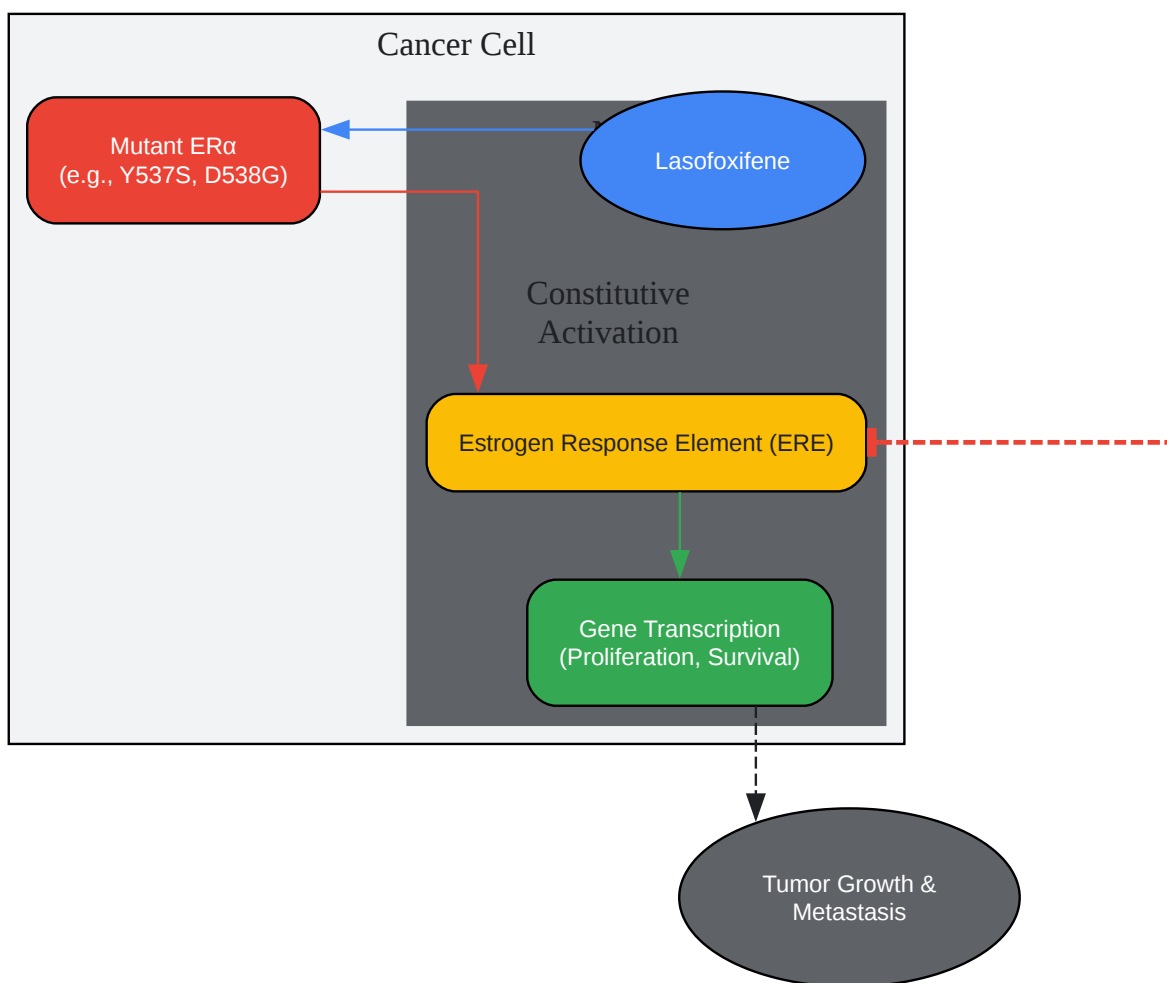 Cancer Cell
Mutant ERα
(e.g., Y537S, D538G)
Lasofoxifene
Constitutive
Activation
Estrogen Response Element (ERE)
Gene Transcription
(Proliferation, Survival)
Tumor Growth &
Metastasis